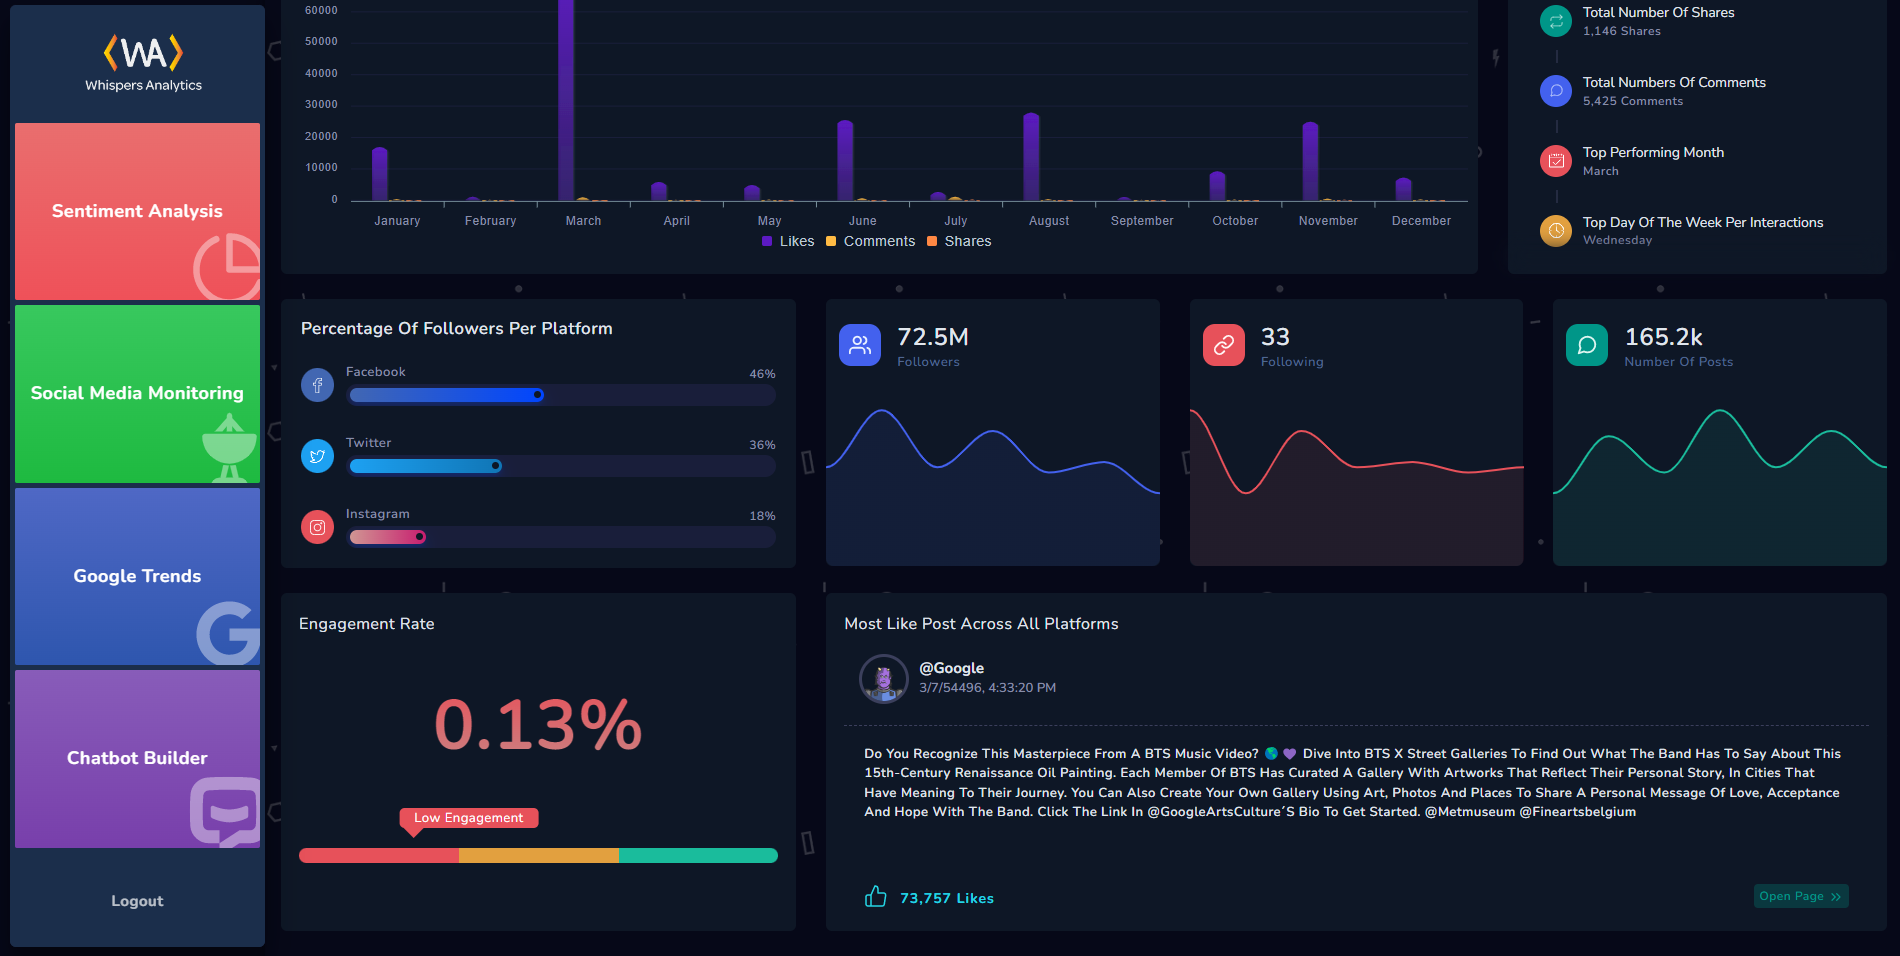 WA
Whispers Analytics
Sentiment Analysis
Social Media Monitoring
Google Trends
Chatbot Builder
Logout
60000
50000
40000
30000
20000
10000
0
January February March April May June July August September October November December
Likes Comments Shares
Total Number Of Shares
1,146 Shares
Total Numbers Of Comments
5,425 Comments
Top Performing Month
March
Top Day Of The Week Per Interactions
Wednesday
Percentage Of Followers Per Platform
Facebook 46%
Twitter 36%
Instagram 18%
72.5M
Followers
33
Following
165.2k
Number Of Posts
Engagement Rate
0.13%
Low Engagement
Most Like Post Across All Platforms
@Google
3/7/54496, 4:33:20 PM
Do You Recognize This Masterpiece From A BTS Music Video? 🌎 💜 Dive Into BTS X Street Galleries To Find Out What The Band Has To Say About This
15th-Century Renaissance Oil Painting. Each Member Of BTS Has Curated A Gallery With Artworks That Reflect Their Personal Story, In Cities That
Have Meaning To Their Journey. You Can Also Create Your Own Gallery Using Art, Photos And Places To Share A Personal Message Of Love, Acceptance
And Hope With The Band. Click The Link In @GoogleArtsCulture´S Bio To Get Started. @Metmuseum @Fineartsbelgium
73,757 Likes
Open Page »